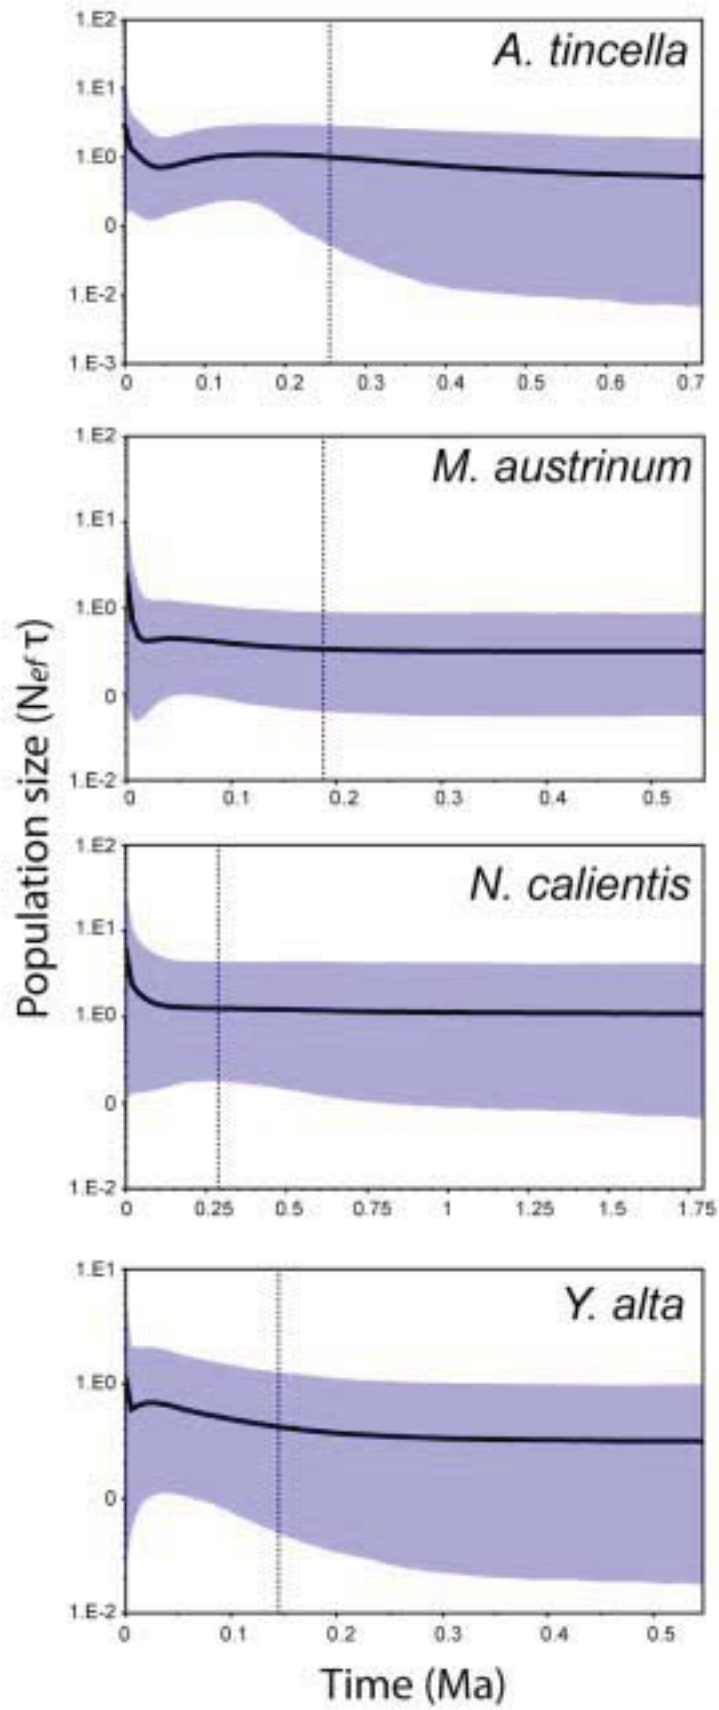 Population size (Nef τ)
A. tincella
1.E2
1.E1
1.E0
0
1.E-2
1.E-3
0 0.1 0.2 0.3 0.4 0.5 0.6 0.7
M. austrinum
1.E2
1.E1
1.E0
0
1.E-2
0 0.1 0.2 0.3 0.4 0.5
N. calientis
1.E2
1.E1
1.E0
0
1.E-2
0 0.25 0.5 0.75 1 1.25 1.5 1.75
Y. alta
1.E1
1.E0
0
1.E-2
0 0.1 0.2 0.3 0.4 0.5
Time (Ma)